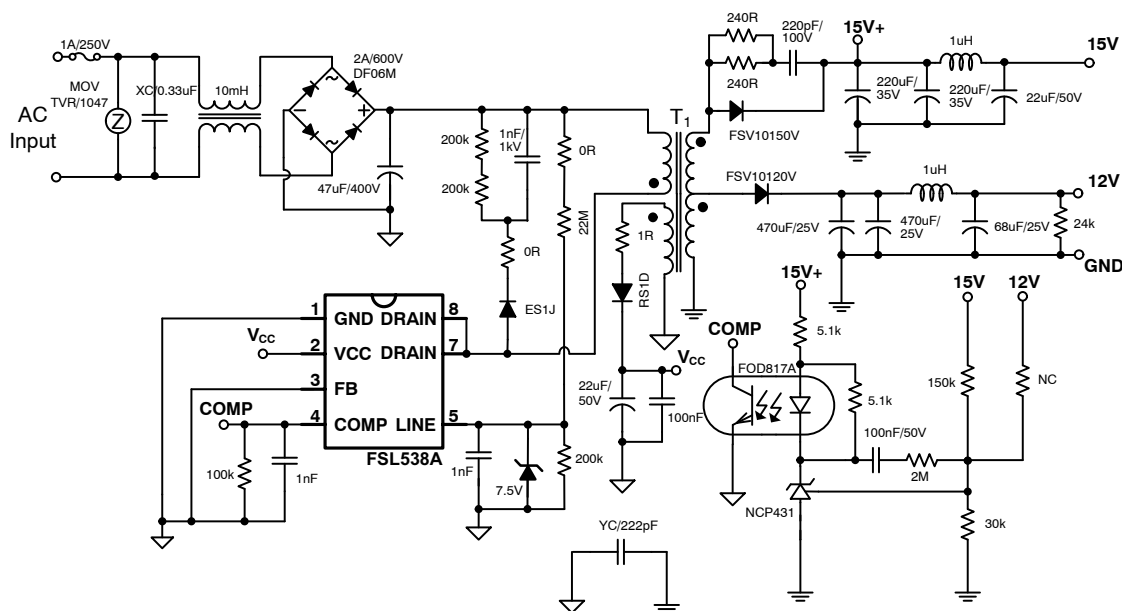 1A/250V
MOV
TVR/1047
Z
AC
Input
XC/0.33uF
10mH
2A/600V
DF06M
~
~
47uF/400V
200k
200k
1nF/
1kV
0R
0R
22M
ES1J
T1
1R
RS1D
240R
240R
220pF/
100V
FSV10150V
15V+
1uH
15V
220uF/
35V
220uF/
35V
22uF/50V
FSV10120V
1uH
12V
470uF/25V
470uF/
25V
68uF/25V
24k
GND
1
GND
DRAIN
8
VCC
2
VCC
DRAIN
7
3
FB
COMP
4
COMP
LINE
5
FSL538A
100k
1nF
1nF
7.5V
200k
VCC
22uF/
50V
100nF
YC/222pF
COMP
15V+
5.1k
FOD817A
5.1k
100nF/50V
2M
NCP431
15V
12V
150k
NC
30k